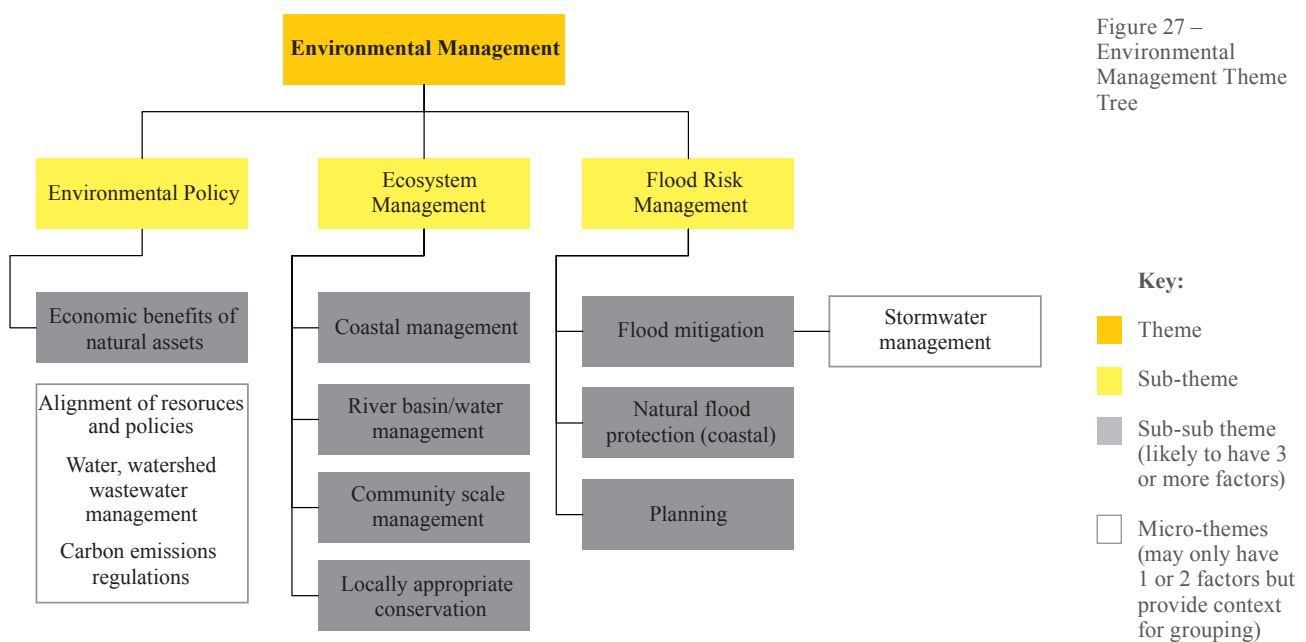 Environmental Management
Figure 27 –
Environmental
Management Theme
Tree
Environmental Policy
Ecosystem
Management
Flood Risk
Management
Economic benefits of
natural assets
Alignment of resoruces
and policies
Water, watershed
wastewater
management
Carbon emissions
regulations
Coastal management
River basin/water
management
Community scale
management
Locally appropriate
conservation
Flood mitigation
Natural flood
protection (coastal)
Planning
Stormwater
management
Key:
Theme
Sub-theme
Sub-sub theme
(likely to have 3
or more factors)
Micro-themes
(may only have
1 or 2 factors but
provide context
for grouping)